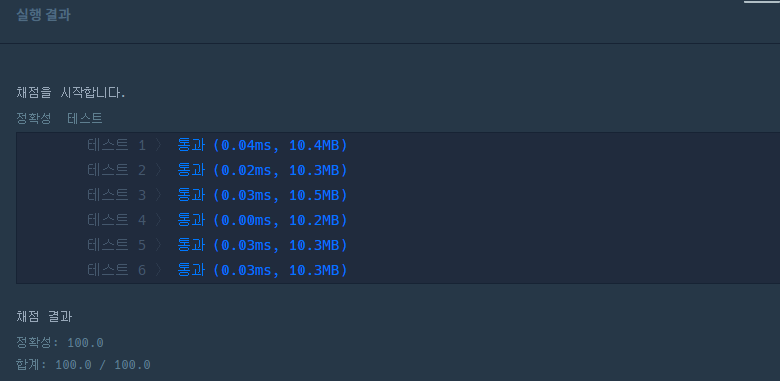 실행 결과
채점을 시작합니다.
정확성 테스트
테스트 1 〉 통과 (0.04ms, 10.4MB)
테스트 2 〉 통과 (0.02ms, 10.3MB)
테스트 3 〉 통과 (0.03ms, 10.5MB)
테스트 4 〉 통과 (0.00ms, 10.2MB)
테스트 5 〉 통과 (0.03ms, 10.3MB)
테스트 6 〉 통과 (0.03ms, 10.3MB)
채점 결과
정확성: 100.0
합계: 100.0 / 100.0